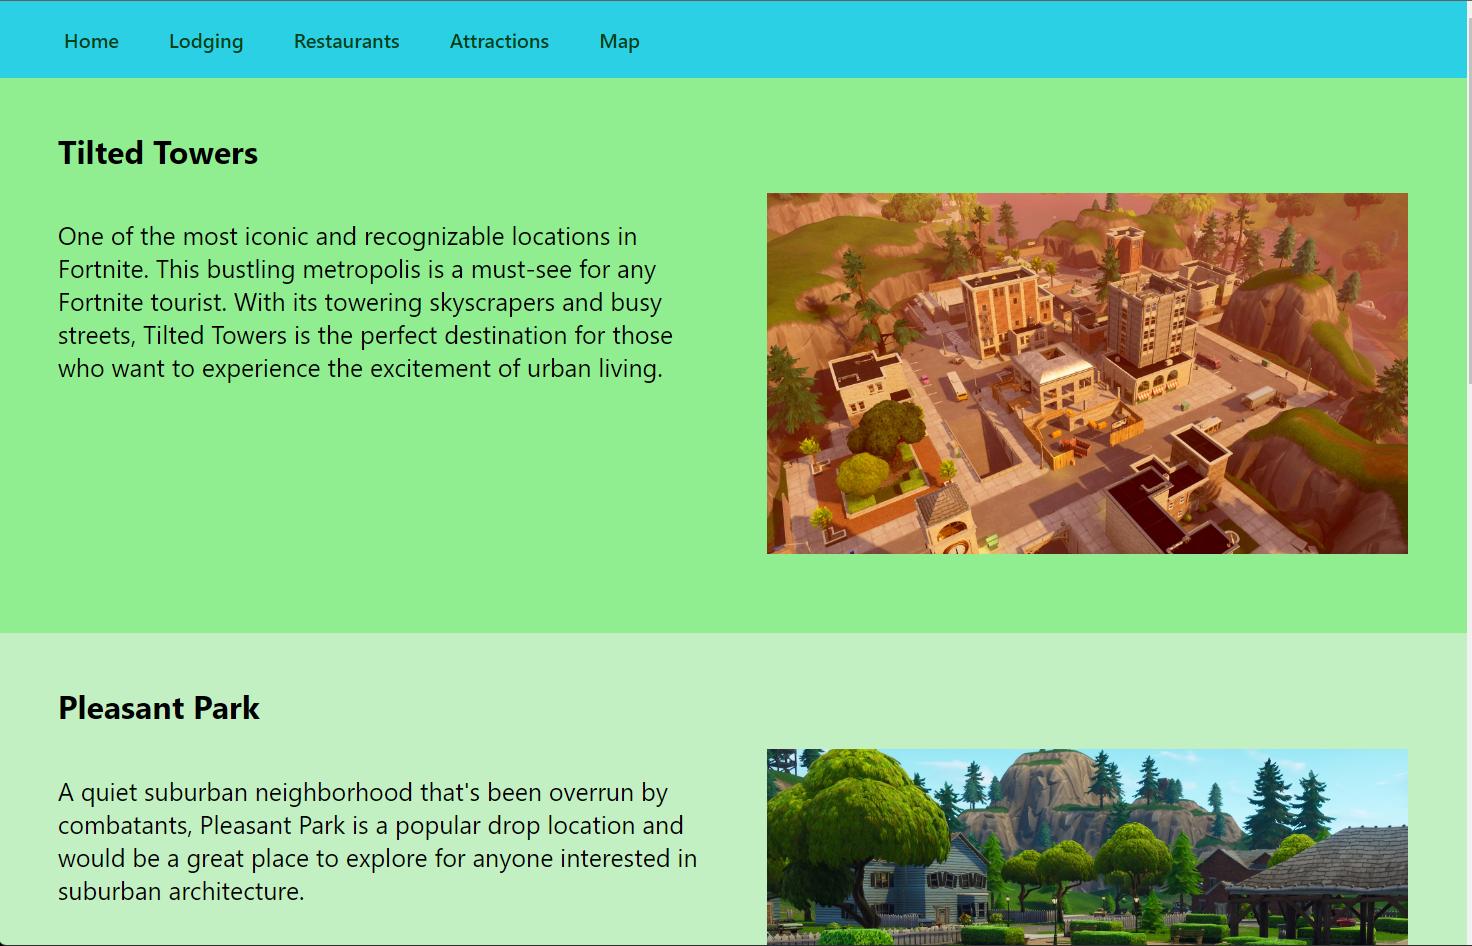 Home Lodging Restaurants Attractions Map
Tilted Towers
One of the most iconic and recognizable locations in
Fortnite. This bustling metropolis is a must-see for any
Fortnite tourist. With its towering skyscrapers and busy
streets, Tilted Towers is the perfect destination for those
who want to experience the excitement of urban living.
Pleasant Park
A quiet suburban neighborhood that's been overrun by
combatants, Pleasant Park is a popular drop location and
would be a great place to explore for anyone interested in
suburban architecture.